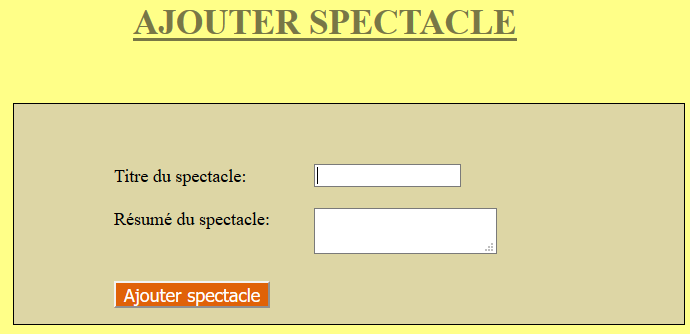 AJOUTER SPECTACLE
Titre du spectacle:
Résumé du spectacle:
Ajouter spectacle